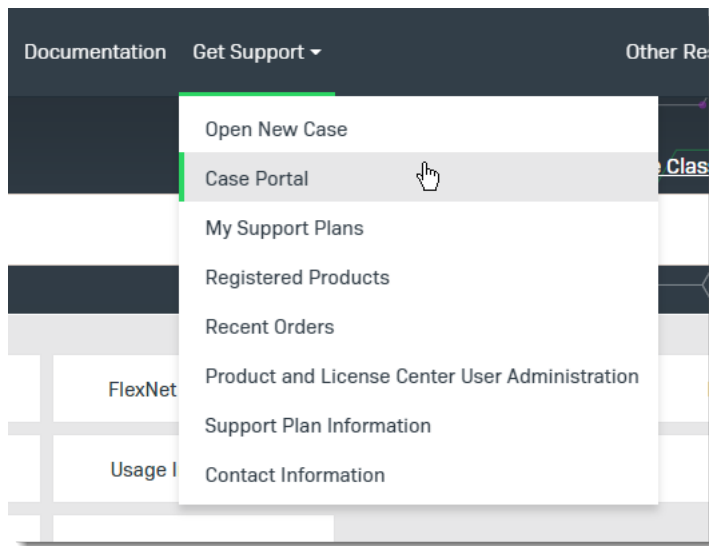 Documentation Get Support Other Re
Open New Case
Clas
Case Portal
My Support Plans
Registered Products
Recent Orders
Product and License Center User Administration
FlexNet
Support Plan Information
Usage I
Contact Information